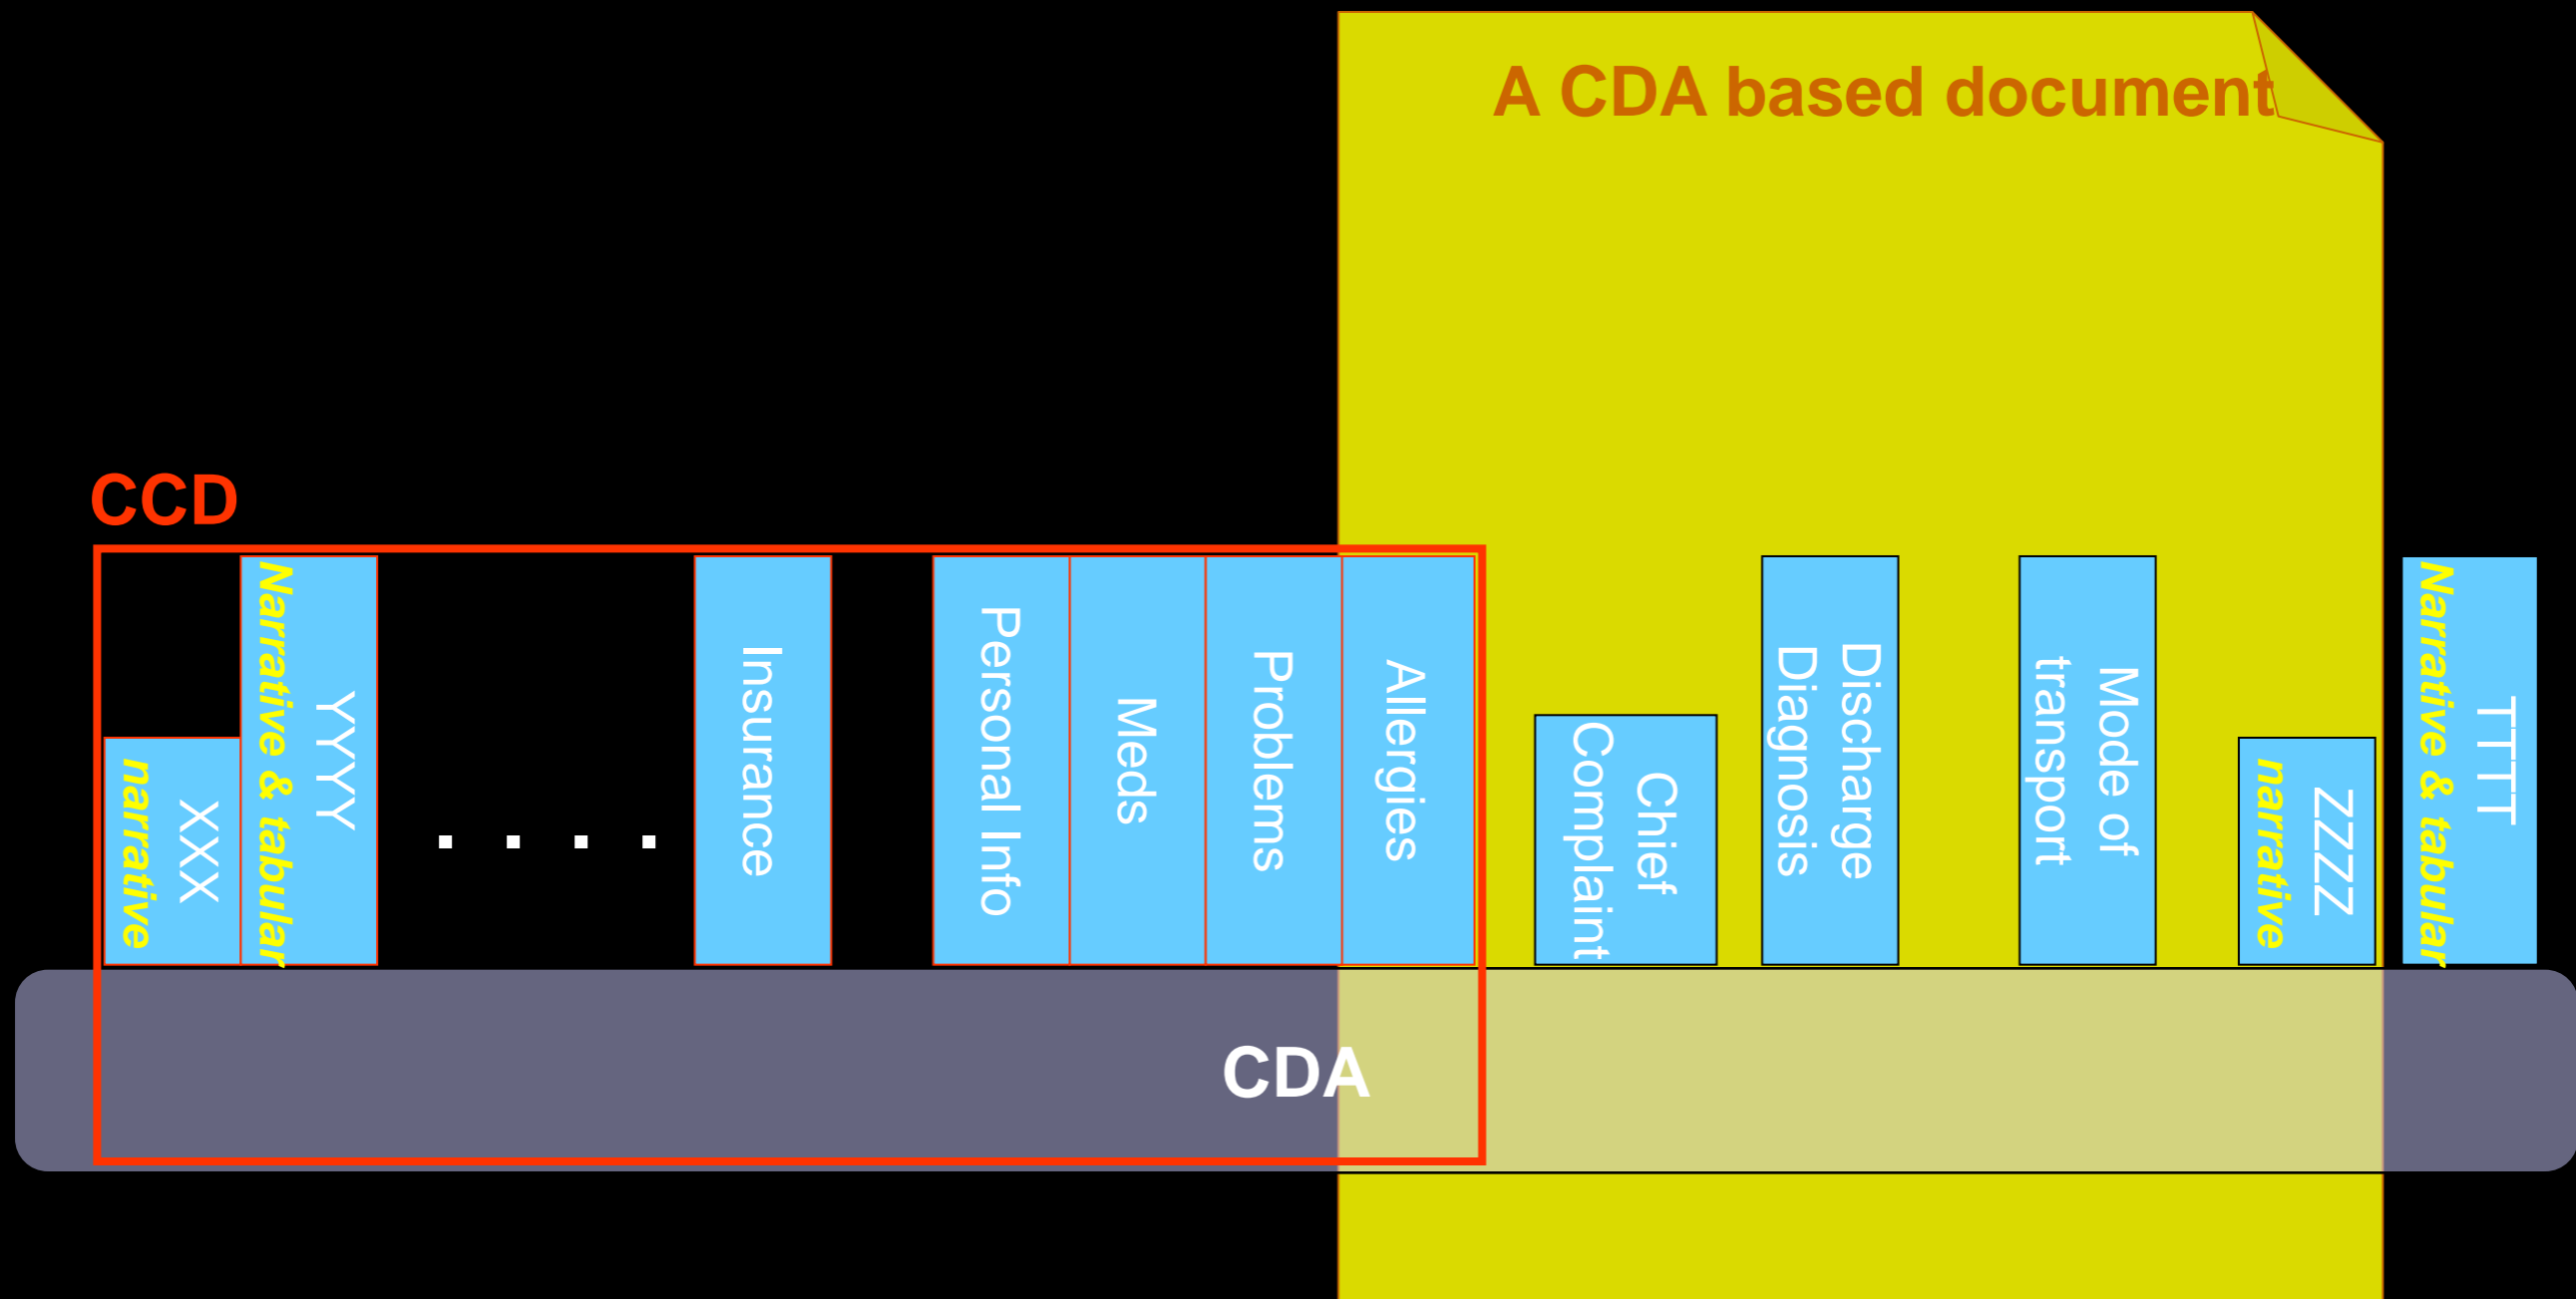 A CDA based document
CCD
XXX
narrative
YYYY
Narrative & tabular
. . . .
Insurance
Personal Info
Meds
Problems
Allergies
Chief
Complaint
Discharge
Diagnosis
Mode of
transport
ZZZZ
narrative
TTTT
Narrative & tabular
CDA